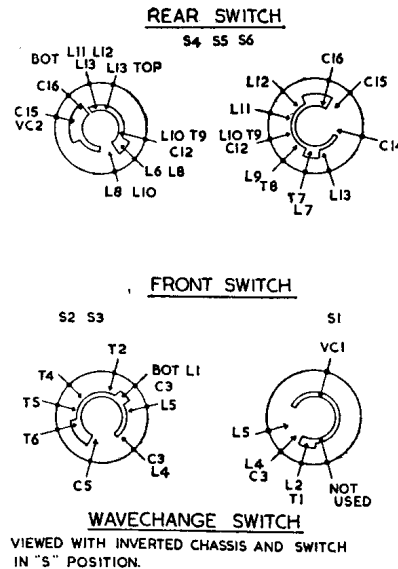 REAR SWITCH
S4 S5 S6
BOT L11 L12
L13 L13 TOP
C16
C15
VC2
L10 T9
C12
L6 L8
L8 L10
C16
L12
C15
L11
L10 T9
C12
C14
L9
T8
T7
L7
L13
FRONT SWITCH
S2 S3
S1
T2
BOT L1
C3
T4
T5
L5
T6
C3
L4
C5
VC1
L5
L4
C3
L2
T1
NOT
USED
WAVECHANGE SWITCH
VIEWED WITH INVERTED CHASSIS AND SWITCH
IN "S" POSITION.